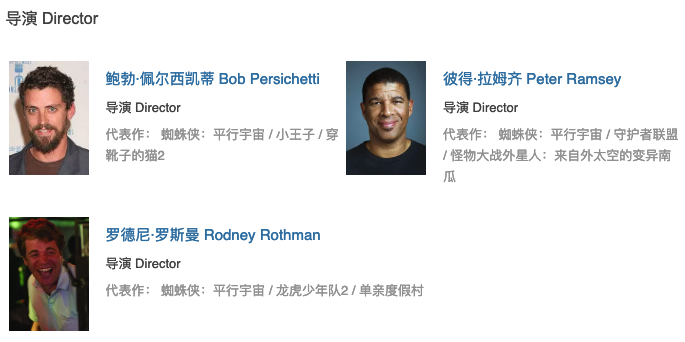 导演 Director
鲍勃·佩尔西凯蒂 Bob Persichetti
导演 Director
代表作： 蜘蛛侠：平行宇宙 / 小王子 / 穿
靴子的猫2
彼得·拉姆齐 Peter Ramsey
导演 Director
代表作： 蜘蛛侠：平行宇宙 / 守护者联盟
/ 怪物大战外星人：来自外太空的变异南
瓜
罗德尼·罗斯曼 Rodney Rothman
导演 Director
代表作： 蜘蛛侠：平行宇宙 / 龙虎少年队2 / 单亲度假村